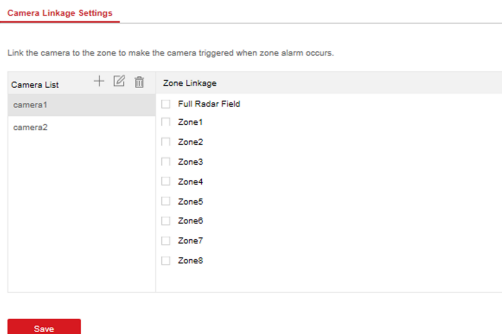 Camera Linkage Settings
Link the camera to the zone to make the camera triggered when zone alarm occurs.
Camera List
Zone Linkage
camera1
camera2
Full Radar Field
Zone1
Zone2
Zone3
Zone4
Zone5
Zone6
Zone7
Zone8
Save